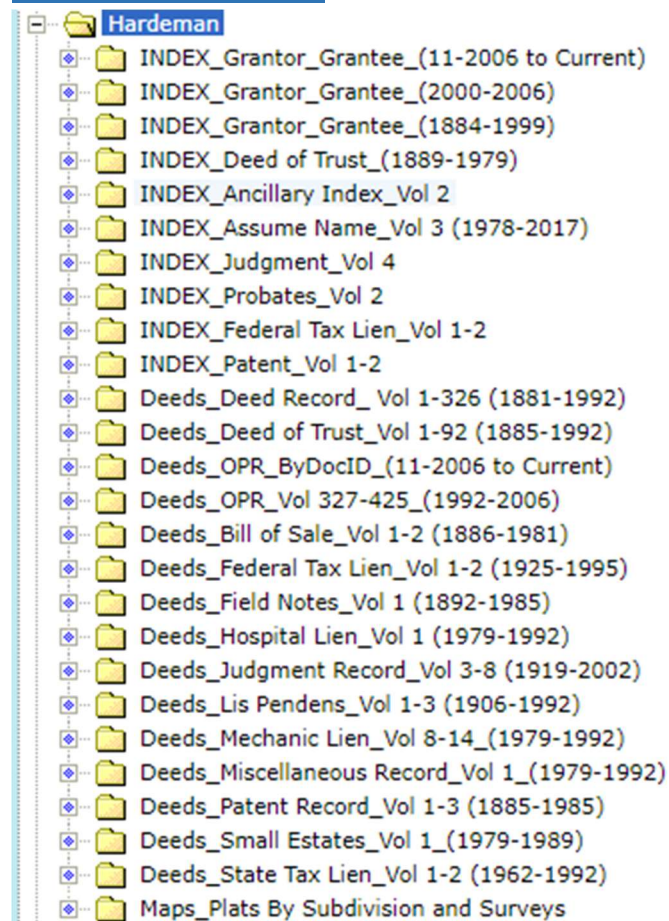 Hardeman
INDEX_Grantor_Grantee_(11-2006 to Current)
INDEX_Grantor_Grantee_(2000-2006)
INDEX_Grantor_Grantee_(1884-1999)
INDEX_Deed of Trust_(1889-1979)
INDEX_Ancillary Index_Vol 2
INDEX_Assume Name_Vol 3 (1978-2017)
INDEX_Judgment_Vol 4
INDEX_Probates_Vol 2
INDEX_Federal Tax Lien_Vol 1-2
INDEX_Patent_Vol 1-2
Deeds_Deed Record_ Vol 1-326 (1881-1992)
Deeds_Deed of Trust_Vol 1-92 (1885-1992)
Deeds_OPR_ByDocID_(11-2006 to Current)
Deeds_OPR_Vol 327-425_(1992-2006)
Deeds_Bill of Sale_Vol 1-2 (1886-1981)
Deeds_Federal Tax Lien_Vol 1-2 (1925-1995)
Deeds_Field Notes_Vol 1 (1892-1985)
Deeds_Hospital Lien_Vol 1 (1979-1992)
Deeds_Judgment Record_Vol 3-8 (1919-2002)
Deeds_Lis Pendens_Vol 1-3 (1906-1992)
Deeds_Mechanic Lien_Vol 8-14_(1979-1992)
Deeds_Miscellaneous Record_Vol 1_(1979-1992)
Deeds_Patent Record_Vol 1-3 (1885-1985)
Deeds_Small Estates_Vol 1_(1979-1989)
Deeds_State Tax Lien_Vol 1-2 (1962-1992)
Maps_Plats By Subdivision and Surveys